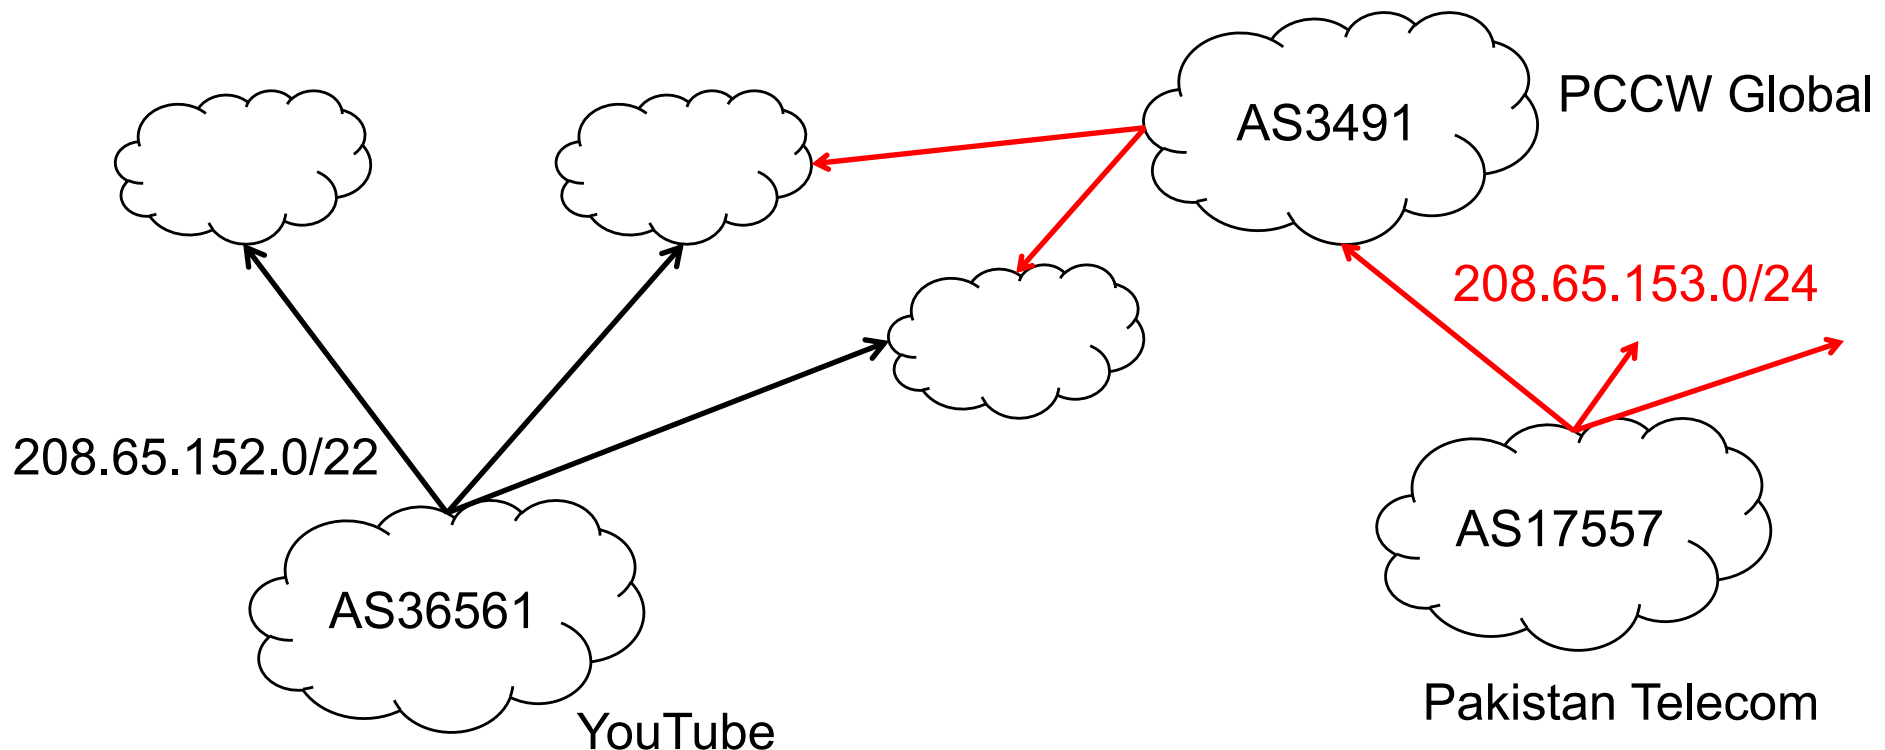 PCCW Global
AS3491
208.65.153.0/24
208.65.152.0/22
AS17557
AS36561
Pakistan Telecom
YouTube